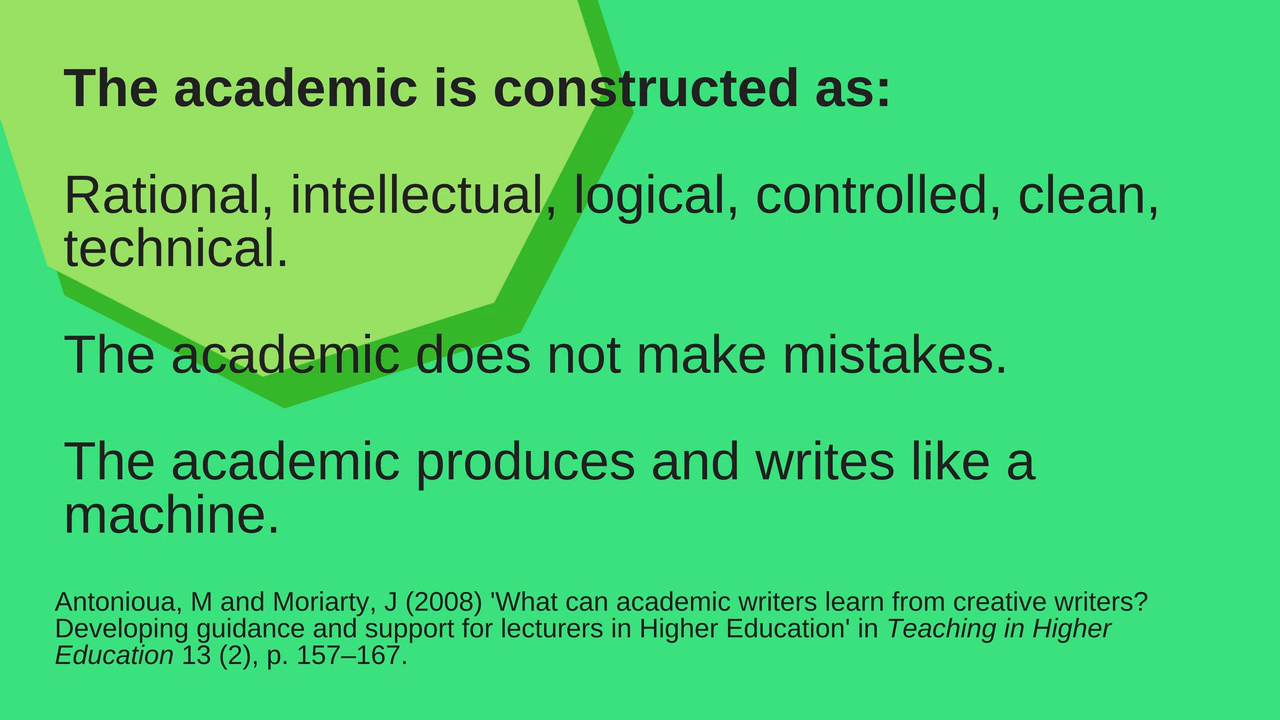 The academic is constructed as:
Rational, intellectual, logical, controlled, clean,
technical.
The academic does not make mistakes.
The academic produces and writes like a
machine.
Antonioua, M and Moriarty, J (2008) 'What can academic writers learn from creative writers?
Developing guidance and support for lecturers in Higher Education' in Teaching in Higher
Education 13 (2), p. 157–167.